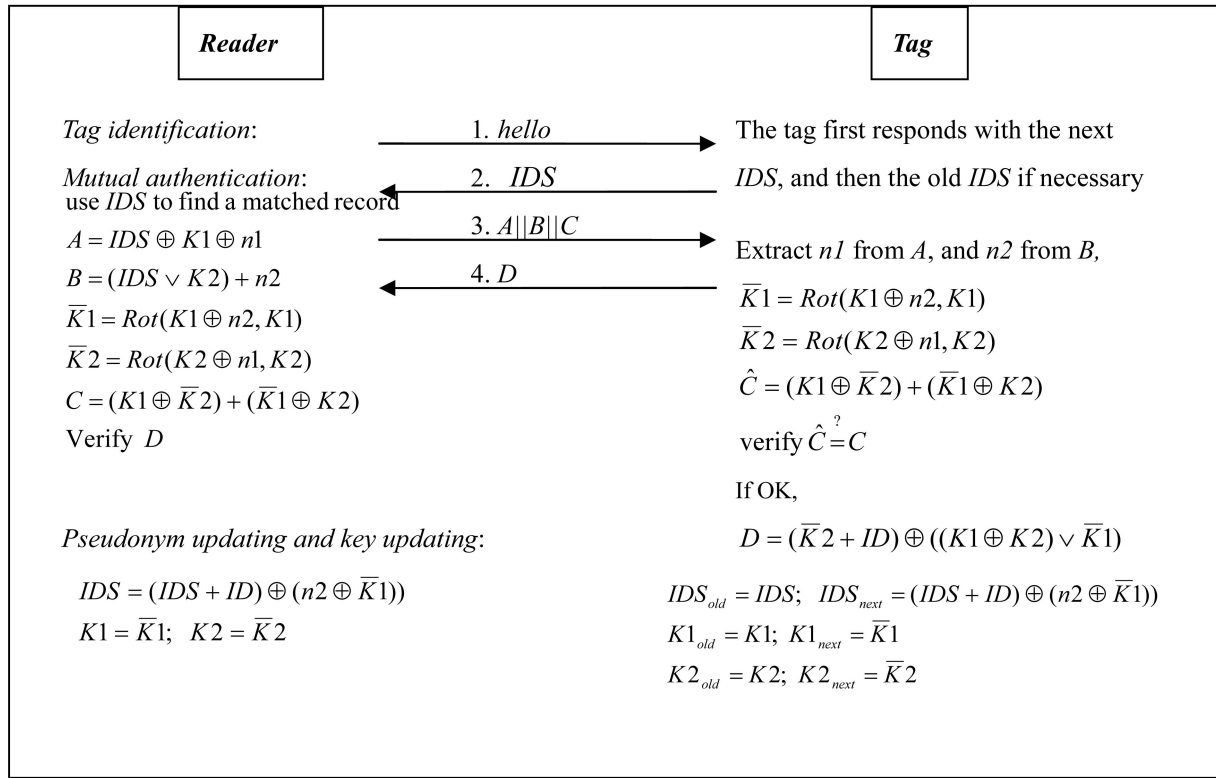 Reader
Tag
Tag identification:
1. hello
The tag first responds with the next
Mutual authentication:
2. IDS
IDS, and then the old IDS if necessary
use IDS to find a matched record
3. A||B||C
A = IDS ⊕ K1 ⊕ n1
Extract n1 from A, and n2 from B,
B = (IDS ∨ K2) + n2
4. D
K̅1 = Rot(K1 ⊕ n2, K1)
K̅1 = Rot(K1 ⊕ n2, K1)
K̅2 = Rot(K2 ⊕ n1, K2)
K̅2 = Rot(K2 ⊕ n1, K2)
C = (K1 ⊕ K̅2) + (K̅1 ⊕ K2)
Ĉ = (K1 ⊕ K̅2) + (K̅1 ⊕ K2)
Verify D
verify Ĉ =? C
If OK,
D = (K̅2 + ID) ⊕ ((K1 ⊕ K2) ∨ K̅1)
Pseudonym updating and key updating:
IDS = (IDS + ID) ⊕ (n2 ⊕ K̅1))
IDS_old = IDS; IDS_next = (IDS + ID) ⊕ (n2 ⊕ K̅1))
K1 = K̅1; K2 = K̅2
K1_old = K1; K1_next = K̅1
K2_old = K2; K2_next = K̅2